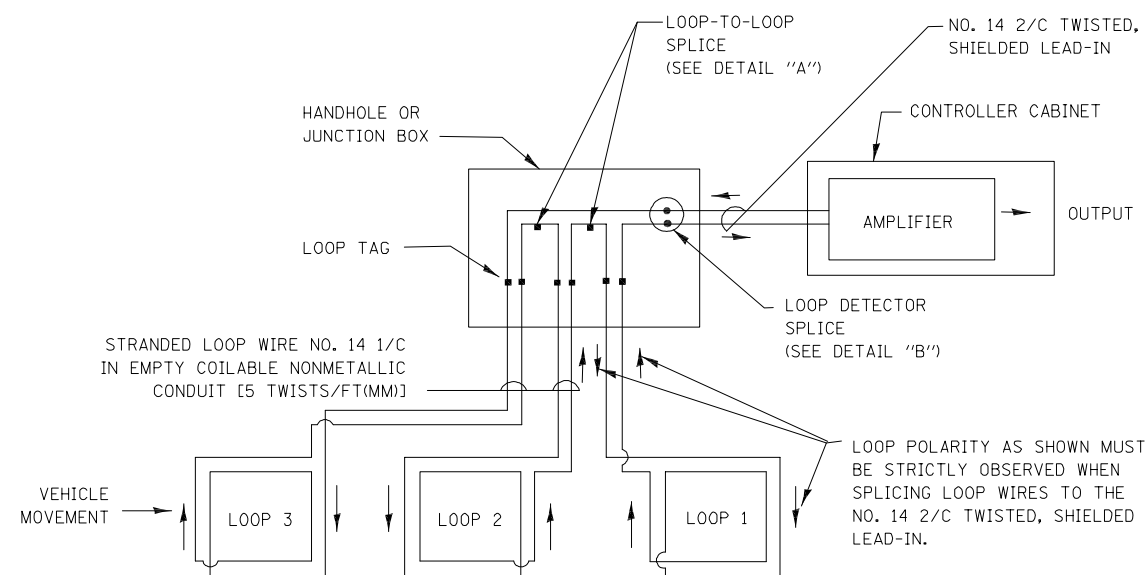 LOOP-TO-LOOP
SPLICE
(SEE DETAIL "A")
NO. 14 2/C TWISTED,
SHIELDED LEAD-IN
HANDHOLE OR
JUNCTION BOX
CONTROLLER CABINET
AMPLIFIER
OUTPUT
LOOP TAG
LOOP DETECTOR
SPLICE
(SEE DETAIL "B")
STRANDED LOOP WIRE NO. 14 1/C
IN EMPTY COILABLE NONMETALLIC
CONDUIT [5 TWISTS/FT(MM)]
LOOP POLARITY AS SHOWN MUST
BE STRICTLY OBSERVED WHEN
SPLICING LOOP WIRES TO THE
NO. 14 2/C TWISTED, SHIELDED
LEAD-IN.
VEHICLE
MOVEMENT
LOOP 3
LOOP 2
LOOP 1